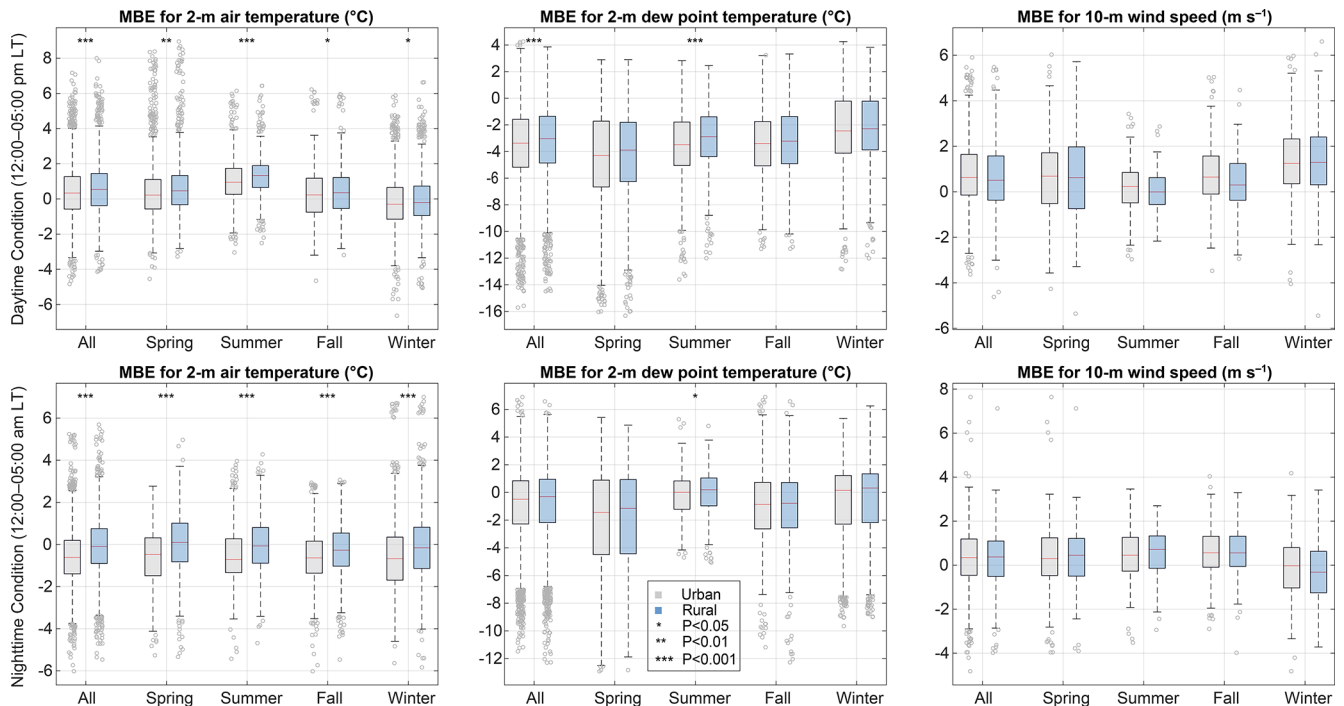 MBE for 2-m air temperature (°C)
MBE for 2-m dew point temperature (°C)
MBE for 10-m wind speed (m s⁻¹)
Daytime Condition (12:00–05:00 pm LT)
*** ** *** * *
8
6
4
2
0
-2
-4
-6
All Spring Summer Fall Winter
*** ***
4
2
0
-2
-4
-6
-8
-10
-12
-14
-16
All Spring Summer Fall Winter
6
4
2
0
-2
-4
-6
All Spring Summer Fall Winter
MBE for 2-m air temperature (°C)
MBE for 2-m dew point temperature (°C)
MBE for 10-m wind speed (m s⁻¹)
Nighttime Condition (12:00–05:00 am LT)
*** *** *** *** ***
6
4
2
0
-2
-4
-6
All Spring Summer Fall Winter
*
6
4
2
0
-2
-4
-6
-8
-10
-12
Urban
Rural
* P<0.05
** P<0.01
*** P<0.001
All Spring Summer Fall Winter
8
6
4
2
0
-2
-4
All Spring Summer Fall Winter